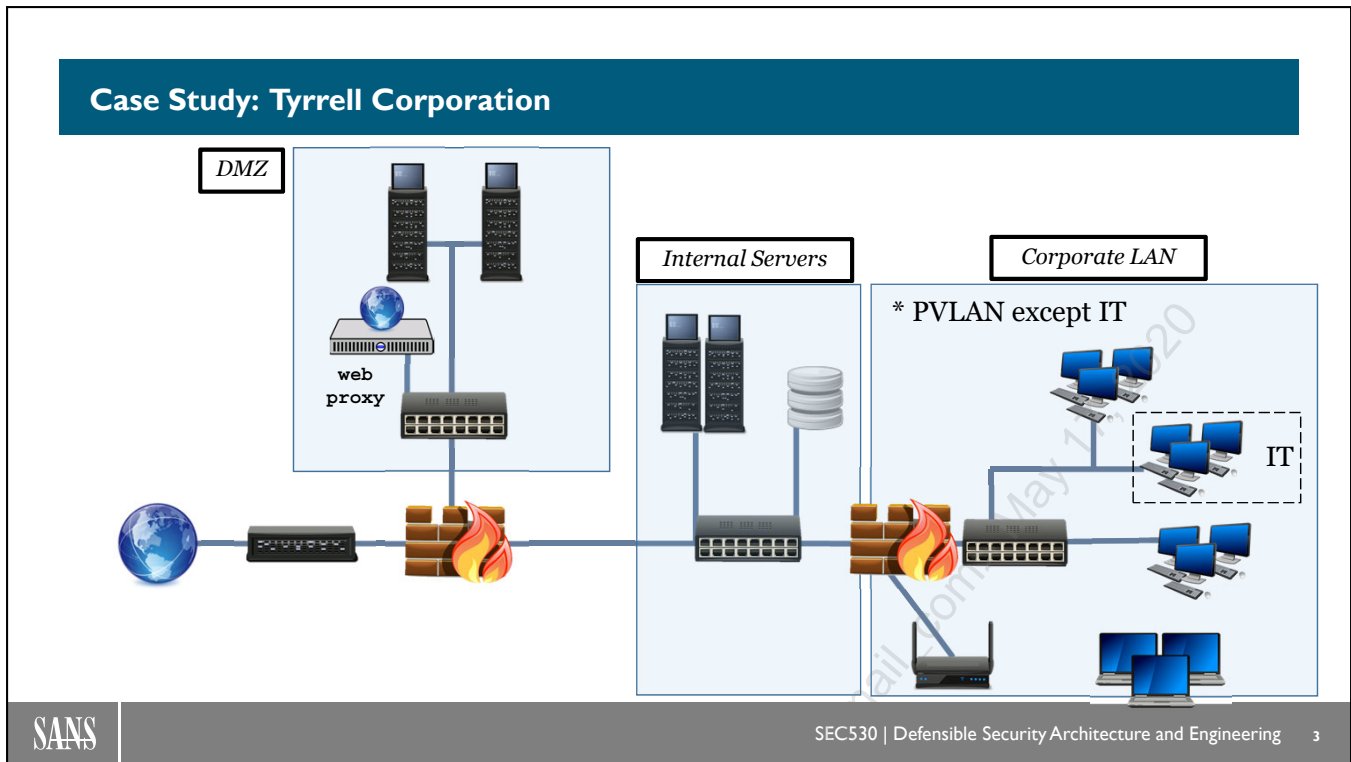 Case Study: Tyrrell Corporation
DMZ
Internal Servers
Corporate LAN
* PVLAN except IT
web
proxy
IT
SANS
SEC530 | Defensible Security Architecture and Engineering 3